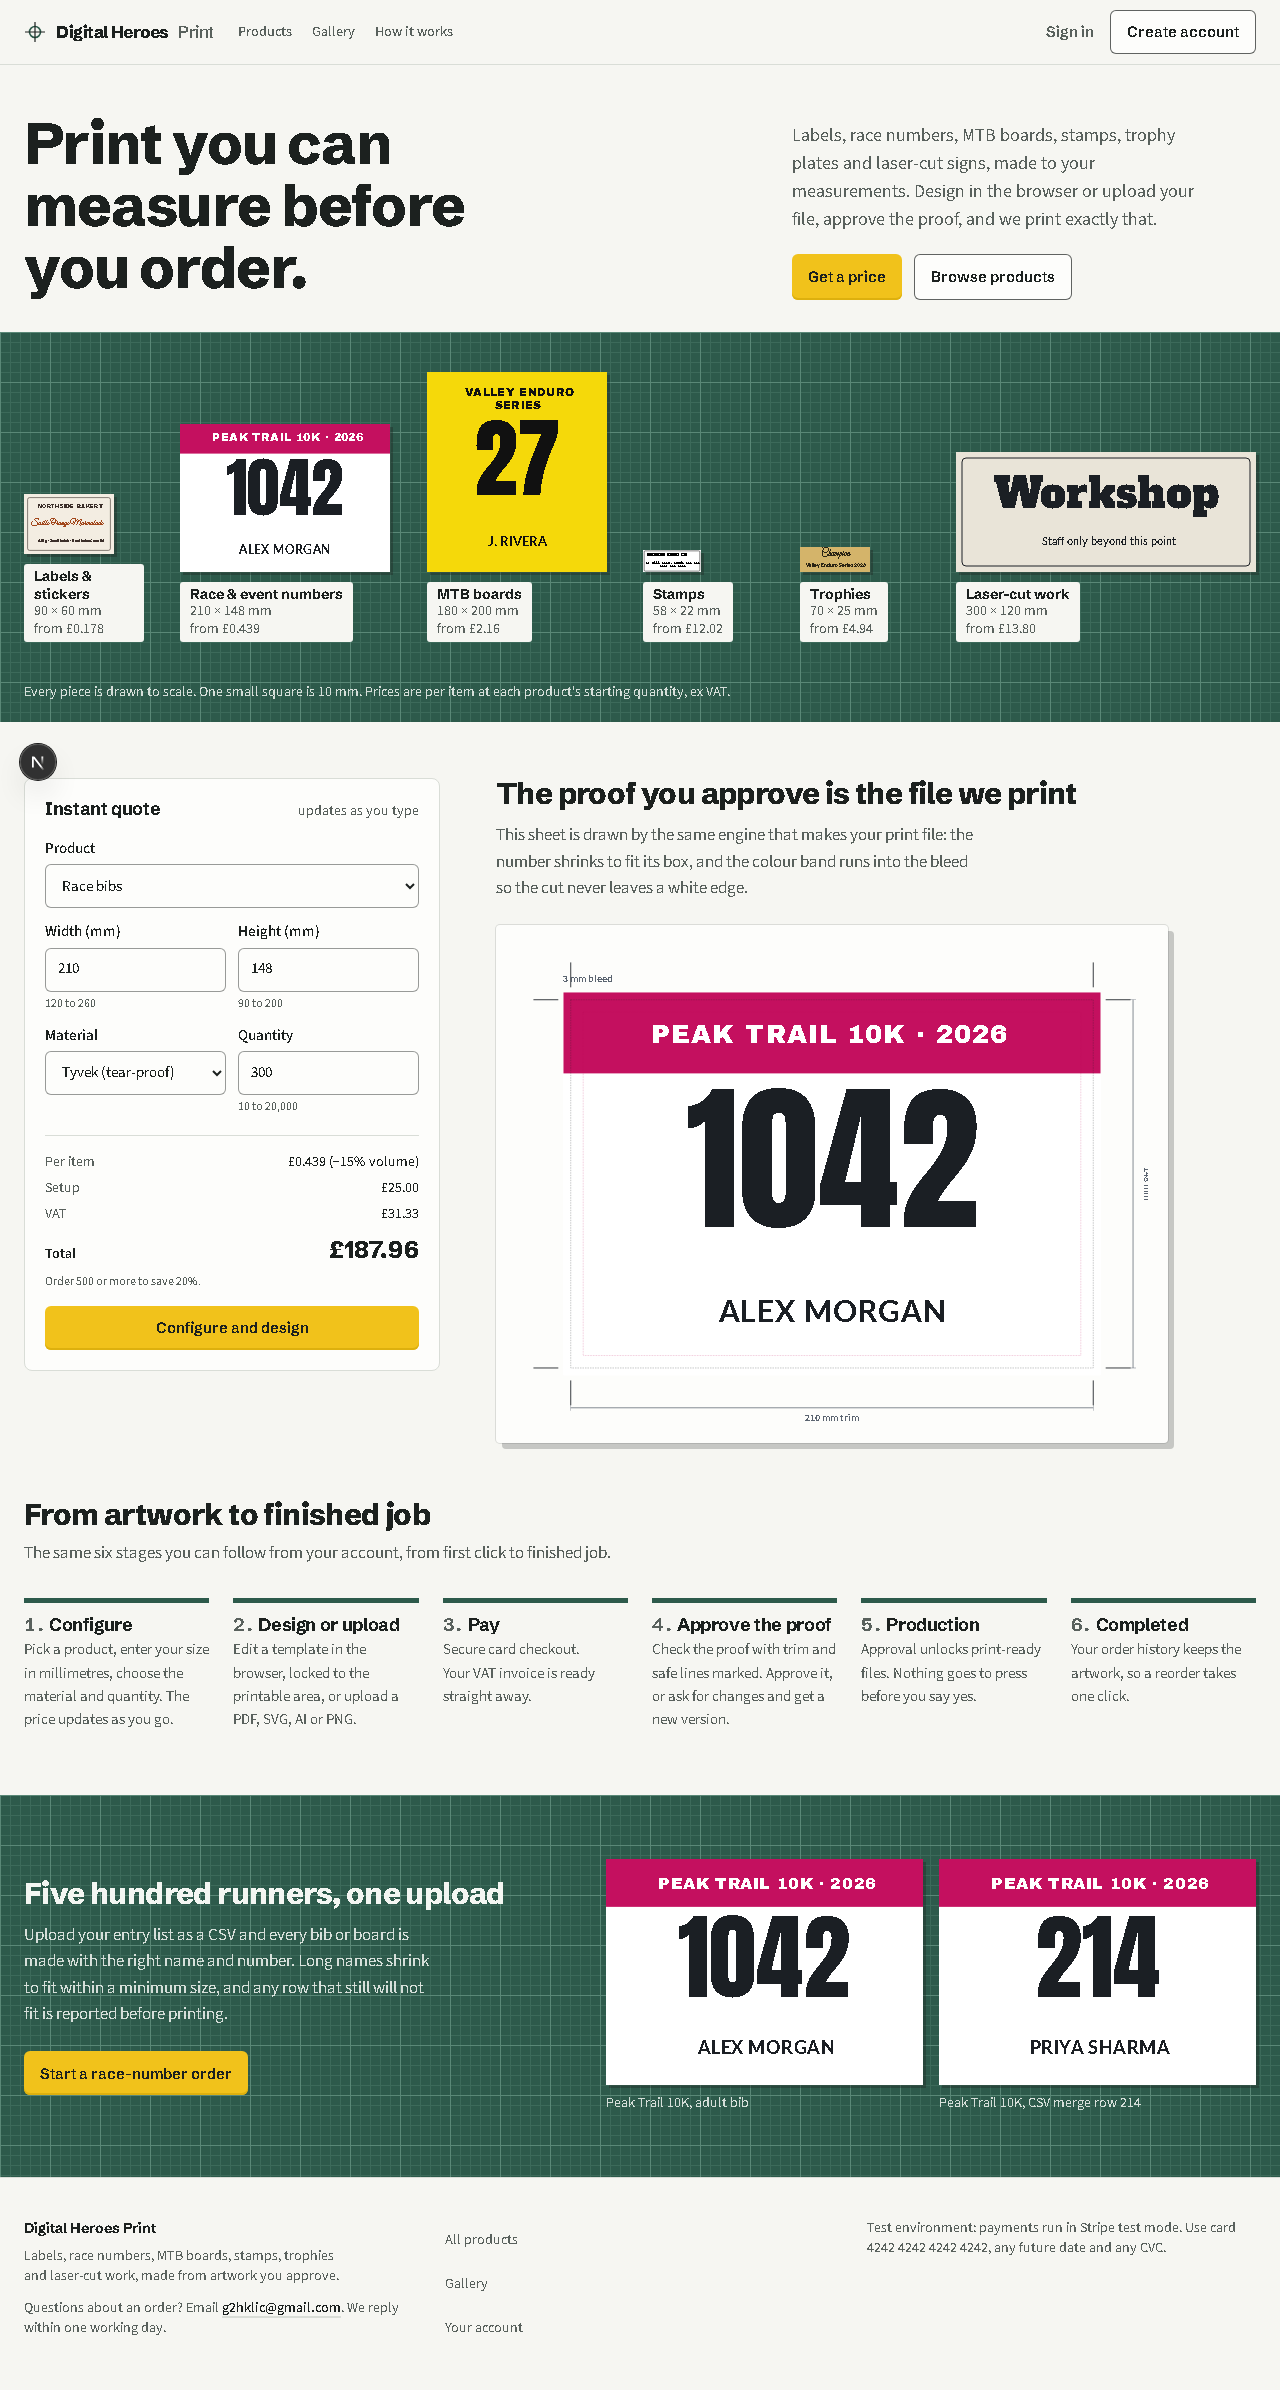 Digital Heroes Print
Products
Gallery
How it works
Sign in
Create account
Print you can
measure before
you order.
Labels, race numbers, MTB boards, stamps, trophy
plates and laser-cut signs, made to your
measurements. Design in the browser or upload your
file, approve the proof, and we print exactly that.
Get a price
Browse products
NORTHSIDE BAKERY
Seville Orange Marmalade
Labels &
stickers
90 × 60 mm
from £0.178
PEAK TRAIL 10K · 2026
1042
ALEX MORGAN
Race & event numbers
210 × 148 mm
from £0.439
VALLEY ENDURO
SERIES
27
J. RIVERA
MTB boards
180 × 200 mm
from £2.16
Stamps
58 × 22 mm
from £12.02
Champion
Valley Enduro Series 2026
Trophies
70 × 25 mm
from £4.94
Workshop
Staff only beyond this point
Laser-cut work
300 × 120 mm
from £13.80
Every piece is drawn to scale. One small square is 10 mm. Prices are per item at each product's starting quantity, ex VAT.
N
Instant quote
updates as you type
Product
Race bibs
Width (mm)
Height (mm)
210
148
120 to 260
90 to 200
Material
Quantity
Tyvek (tear-proof)
300
10 to 20,000
Per item
£0.439 (−15% volume)
Setup
£25.00
VAT
£31.33
Total
£187.96
Order 500 or more to save 20%.
Configure and design
The proof you approve is the file we print
This sheet is drawn by the same engine that makes your print file: the
number shrinks to fit its box, and the colour band runs into the bleed
so the cut never leaves a white edge.
3 mm bleed
PEAK TRAIL 10K · 2026
1042
ALEX MORGAN
148 mm
210 mm trim
From artwork to finished job
The same six stages you can follow from your account, from first click to finished job.
1. Configure
Pick a product, enter your size
in millimetres, choose the
material and quantity. The
price updates as you go.
2. Design or upload
Edit a template in the
browser, locked to the
printable area, or upload a
PDF, SVG, AI or PNG.
3. Pay
Secure card checkout.
Your VAT invoice is ready
straight away.
4. Approve the proof
Check the proof with trim and
safe lines marked. Approve it,
or ask for changes and get a
new version.
5. Production
Approval unlocks print-ready
files. Nothing goes to press
before you say yes.
6. Completed
Your order history keeps the
artwork, so a reorder takes
one click.
Five hundred runners, one upload
Upload your entry list as a CSV and every bib or board is
made with the right name and number. Long names shrink
to fit within a minimum size, and any row that still will not
fit is reported before printing.
Start a race-number order
PEAK TRAIL 10K · 2026
1042
ALEX MORGAN
Peak Trail 10K, adult bib
PEAK TRAIL 10K · 2026
214
PRIYA SHARMA
Peak Trail 10K, CSV merge row 214
Digital Heroes Print
Labels, race numbers, MTB boards, stamps, trophies
and laser-cut work, made from artwork you approve.
Questions about an order? Email g2hklic@gmail.com. We reply
within one working day.
All products
Gallery
Your account
Test environment: payments run in Stripe test mode. Use card
4242 4242 4242 4242, any future date and any CVC.